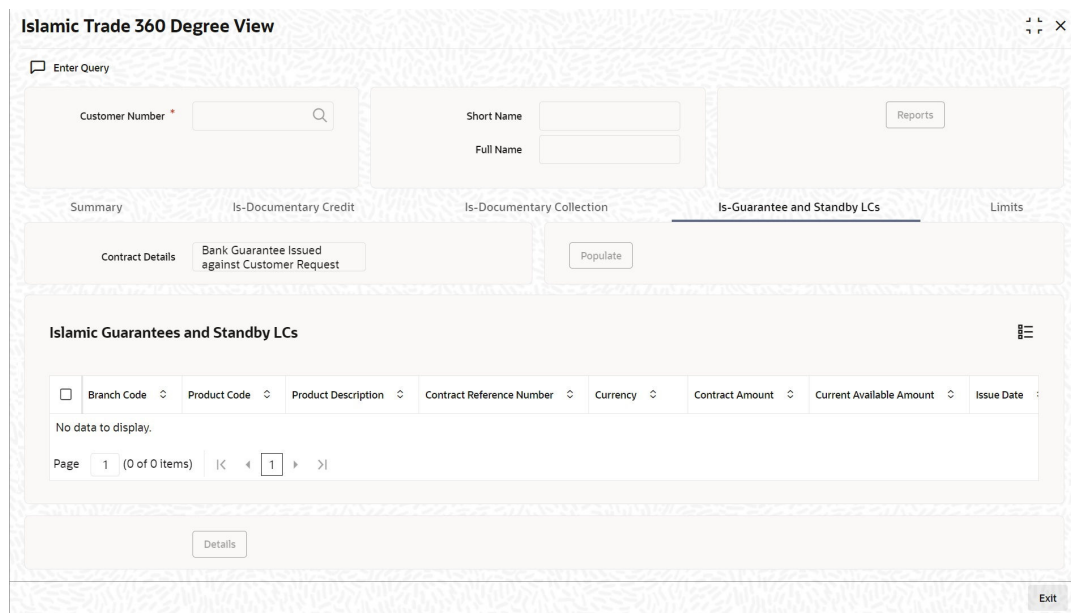 Islamic Trade 360 Degree View
Enter Query
Customer Number *
Short Name
Full Name
Reports
Summary Is-Documentary Credit Is-Documentary Collection Is-Guarantee and Standby LCs Limits
Contract Details
Bank Guarantee Issued
against Customer Request
Populate
Islamic Guarantees and Standby LCs
Branch Code Product Code Product Description Contract Reference Number Currency Contract Amount Current Available Amount Issue Date
No data to display.
Page 1 (0 of 0 items) 1
Details
Exit